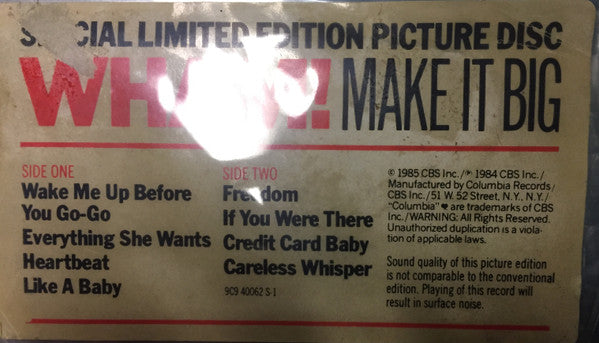 SPECIAL LIMITED EDITION PICTURE DISC
WHAM! MAKE IT BIG
SIDE ONE
Wake Me Up Before
You Go-Go
Everything She Wants
Heartbeat
Like A Baby
SIDE TWO
Freedom
If You Were There
Credit Card Baby
Careless Whisper
9C9 40062 S-1
© 1985 CBS Inc./℗ 1984 CBS Inc./
Manufactured by Columbia Records/
CBS Inc./51 W. 52 Street, N.Y., N.Y./
"Columbia" ♥ are trademarks of CBS
Inc./WARNING: All Rights Reserved.
Unauthorized duplication is a viola-
tion of applicable laws.
Sound quality of this picture edition
is not comparable to the conventional
edition. Playing of this record will
result in surface noise.